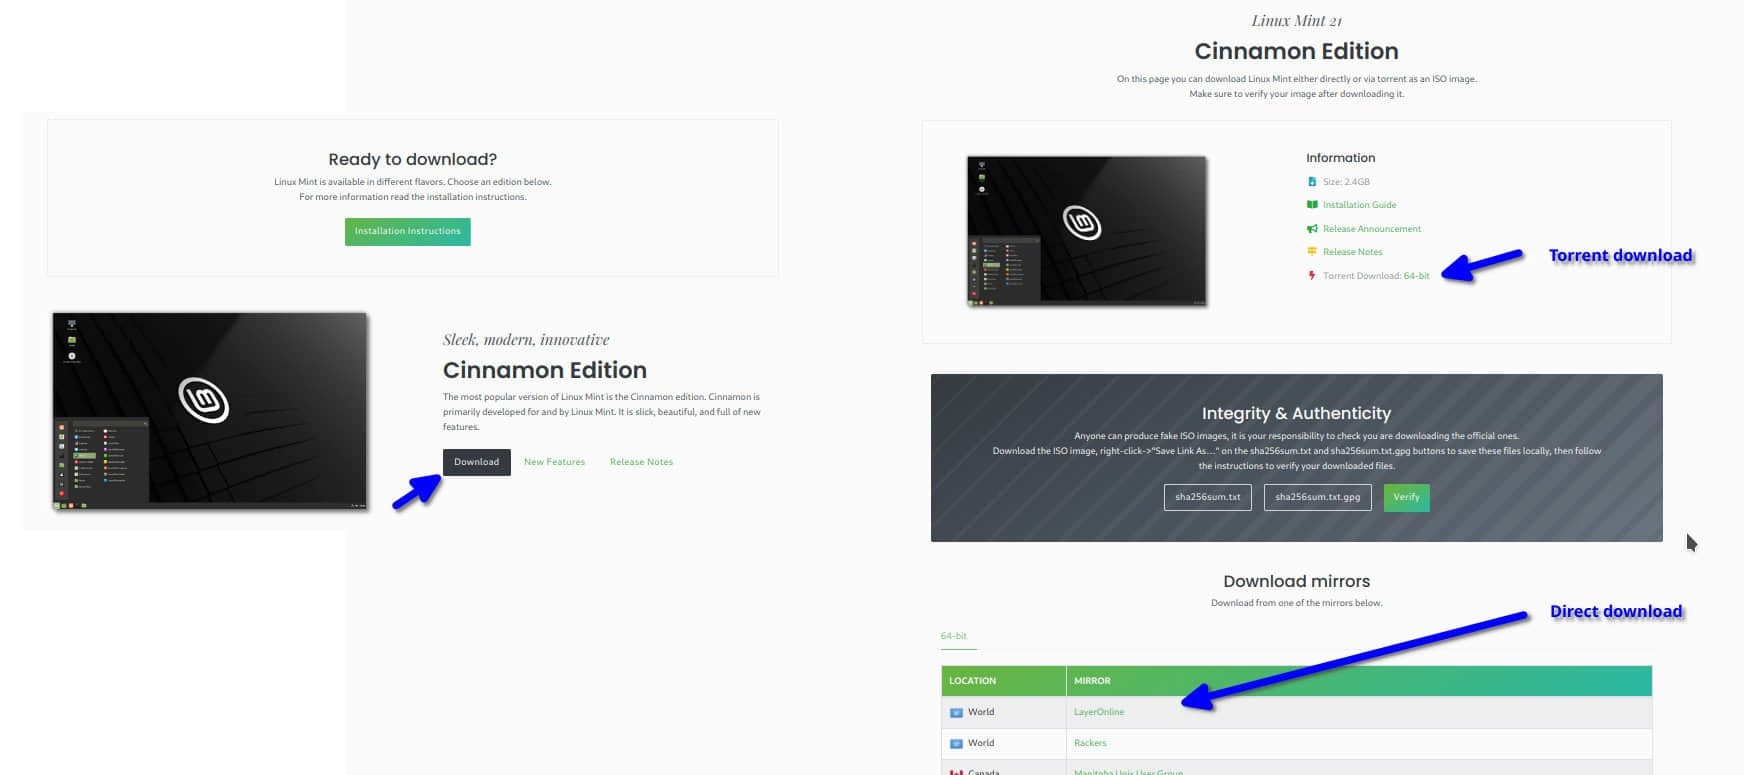 Ready to download?
Linux Mint is available in different flavors. Choose an edition below.
For more information read the installation instructions.
Installation Instructions
Sleek, modern, innovative
Cinnamon Edition
The most popular version of Linux Mint is the Cinnamon edition. Cinnamon is
primarily developed for and by Linux Mint. It is slick, beautiful, and full of new
features.
Download New Features Release Notes
Linux Mint 21
Cinnamon Edition
On this page you can download Linux Mint either directly or via torrent as an ISO image.
Make sure to verify your image after downloading it.
Information
Size: 2.4GB
Installation Guide
Release Announcement
Release Notes
Torrent Download: 64-bit
Torrent download
Integrity & Authenticity
Anyone can produce fake ISO images, it is your responsibility to check you are downloading the official ones.
Download the ISO image, right-click->"Save Link As..." on the sha256sum.txt and sha256sum.txt.gpg buttons to save these files locally, then follow
the instructions to verify your downloaded files.
sha256sum.txt sha256sum.txt.gpg Verify
Download mirrors
Download from one of the mirrors below.
Direct download
64-bit
LOCATION MIRROR
World LayerOnline
World Rackers
Canada Manitoba Unix User Group